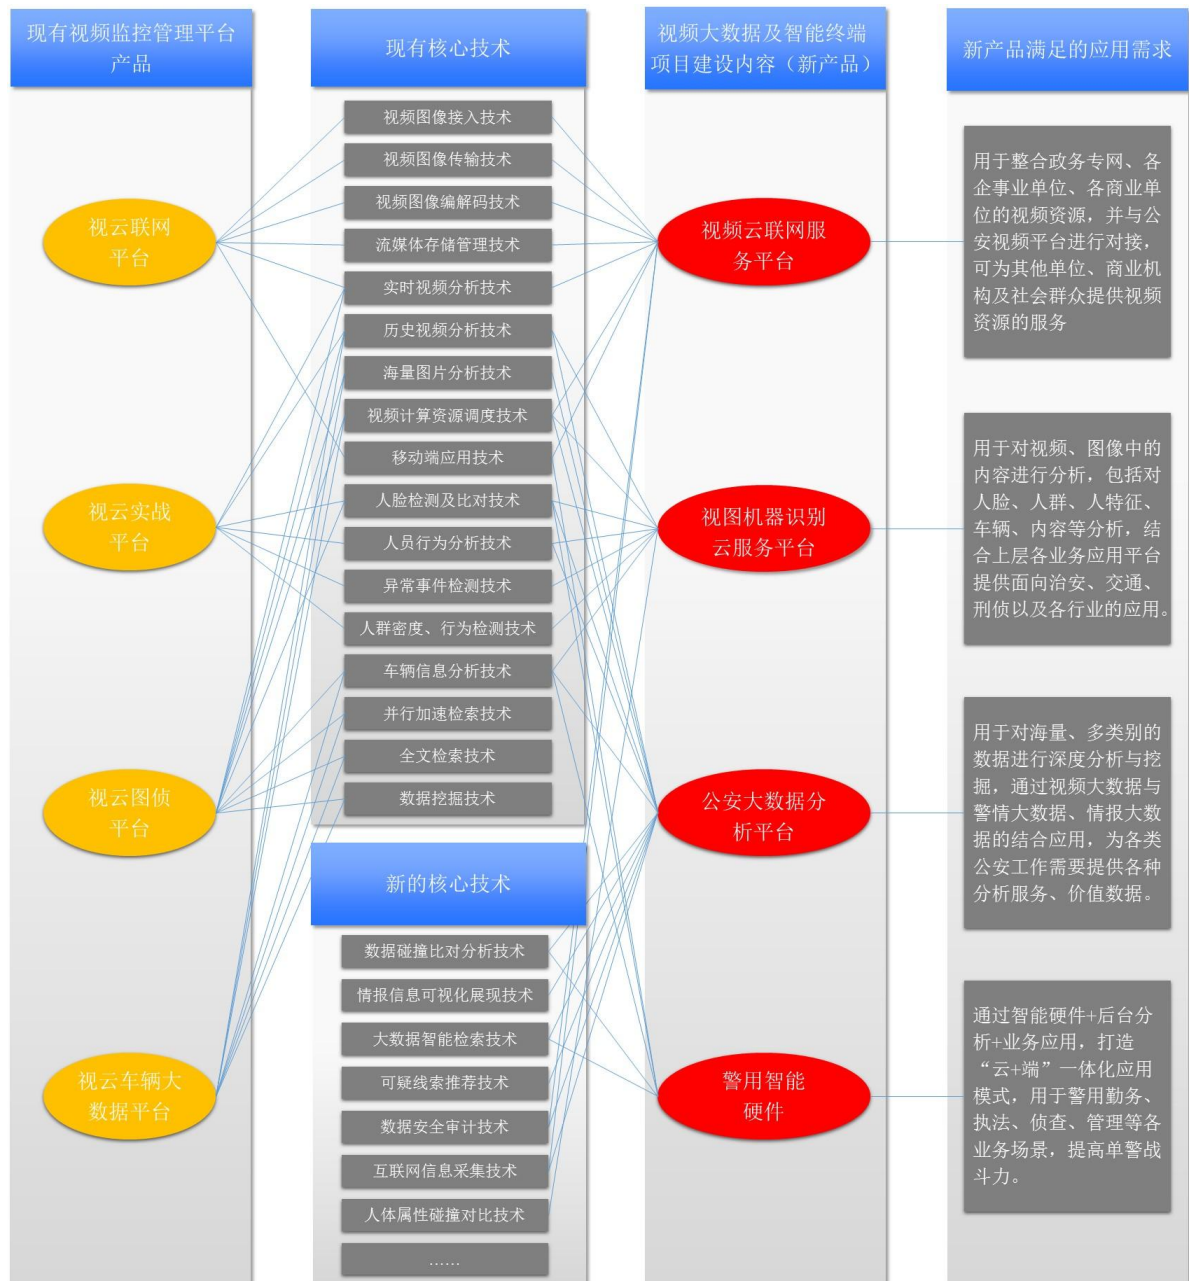 现有视频监控管理平台
产品
视云联网
平台
视云实战
平台
视云图侦
平台
视云车辆大
数据平台
现有核心技术
视频图像接入技术
视频图像传输技术
视频图像编解码技术
流媒体存储管理技术
实时视频分析技术
历史视频分析技术
海量图片分析技术
视频计算资源调度技术
移动端应用技术
人脸检测及比对技术
人员行为分析技术
异常事件检测技术
人群密度、行为检测技术
车辆信息分析技术
并行加速检索技术
全文检索技术
数据挖掘技术
新的核心技术
数据碰撞比对分析技术
情报信息可视化展现技术
大数据智能检索技术
可疑线索推荐技术
数据安全审计技术
互联网信息采集技术
人体属性碰撞对比技术
……
视频大数据及智能终端
项目建设内容（新产品）
视频云联网服
务平台
视图机器识别
云服务平台
公安大数据分
析平台
警用智能
硬件
新产品满足的应用需求
用于整合政务专网、各
企事业单位、各商业单
位的视频资源，并与公
安视频平台进行对接，
可为其他单位、商业机
构及社会群众提供视频
资源的服务
用于对视频、图像中的
内容进行分析，包括对
人脸、人群、人特征、
车辆、内容等分析，结
合上层各业务应用平台
提供面向治安、交通、
刑侦以及各行业的应用。
用于对海量、多类别的
数据进行深度分析与挖
掘，通过视频大数据与
警情大数据、情报大数
据的结合应用，为各类
公安工作需要提供各种
分析服务、价值数据。
通过智能硬件+后台分
析+业务应用，打造
“云+端”一体化应用
模式，用于警用勤务、
执法、侦查、管理等各
业务场景，提高单警战
斗力。